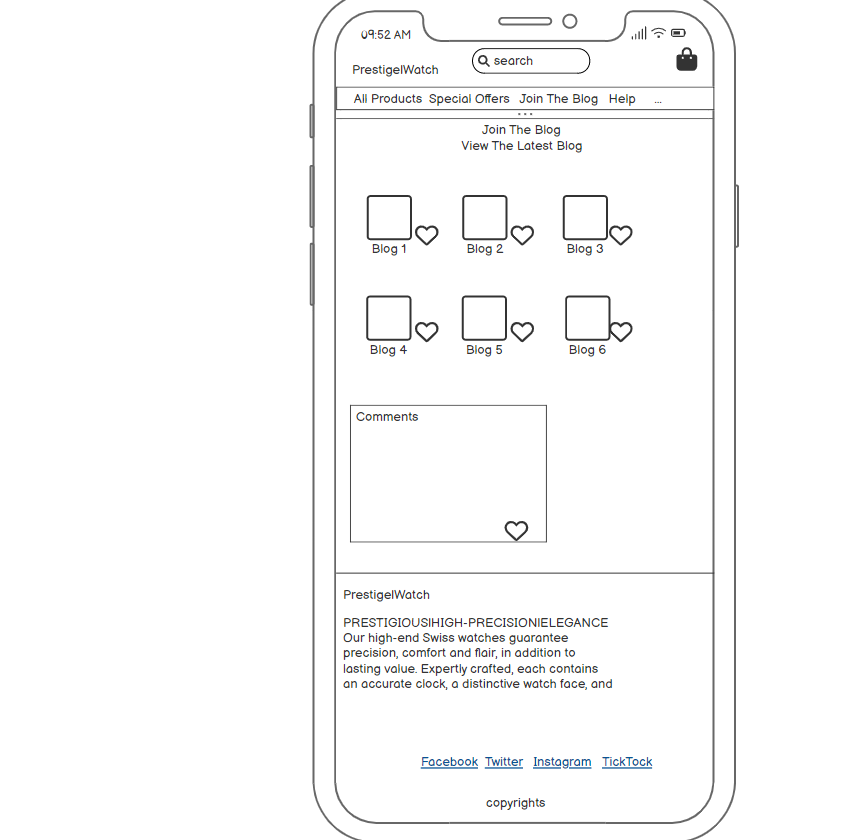 09:52 AM
PrestigeIWatch
search
All Products Special Offers Join The Blog Help ...
Join The Blog
View The Latest Blog
Blog 1 Blog 2 Blog 3
Blog 4 Blog 5 Blog 6
Comments
PrestigeIWatch
PRESTIGIOUSIHIGH-PRECISIONIELEGANCE
Our high-end Swiss watches guarantee
precision, comfort and flair, in addition to
lasting value. Expertly crafted, each contains
an accurate clock, a distinctive watch face, and
Facebook Twitter Instagram TickTock
copyrights